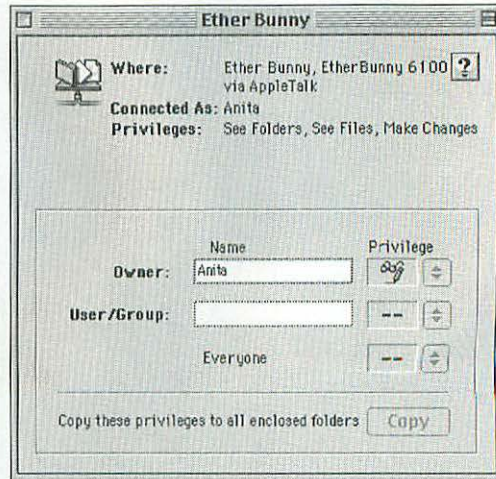 Ether Bunny
Where: Ether Bunny, EtherBunny 6100 ?
via AppleTalk
Connected As: Anita
Privileges: See Folders, See Files, Make Changes
Name Privilege
Owner: Anita
User/Group: --
Everyone --
Copy these privileges to all enclosed folders Copy